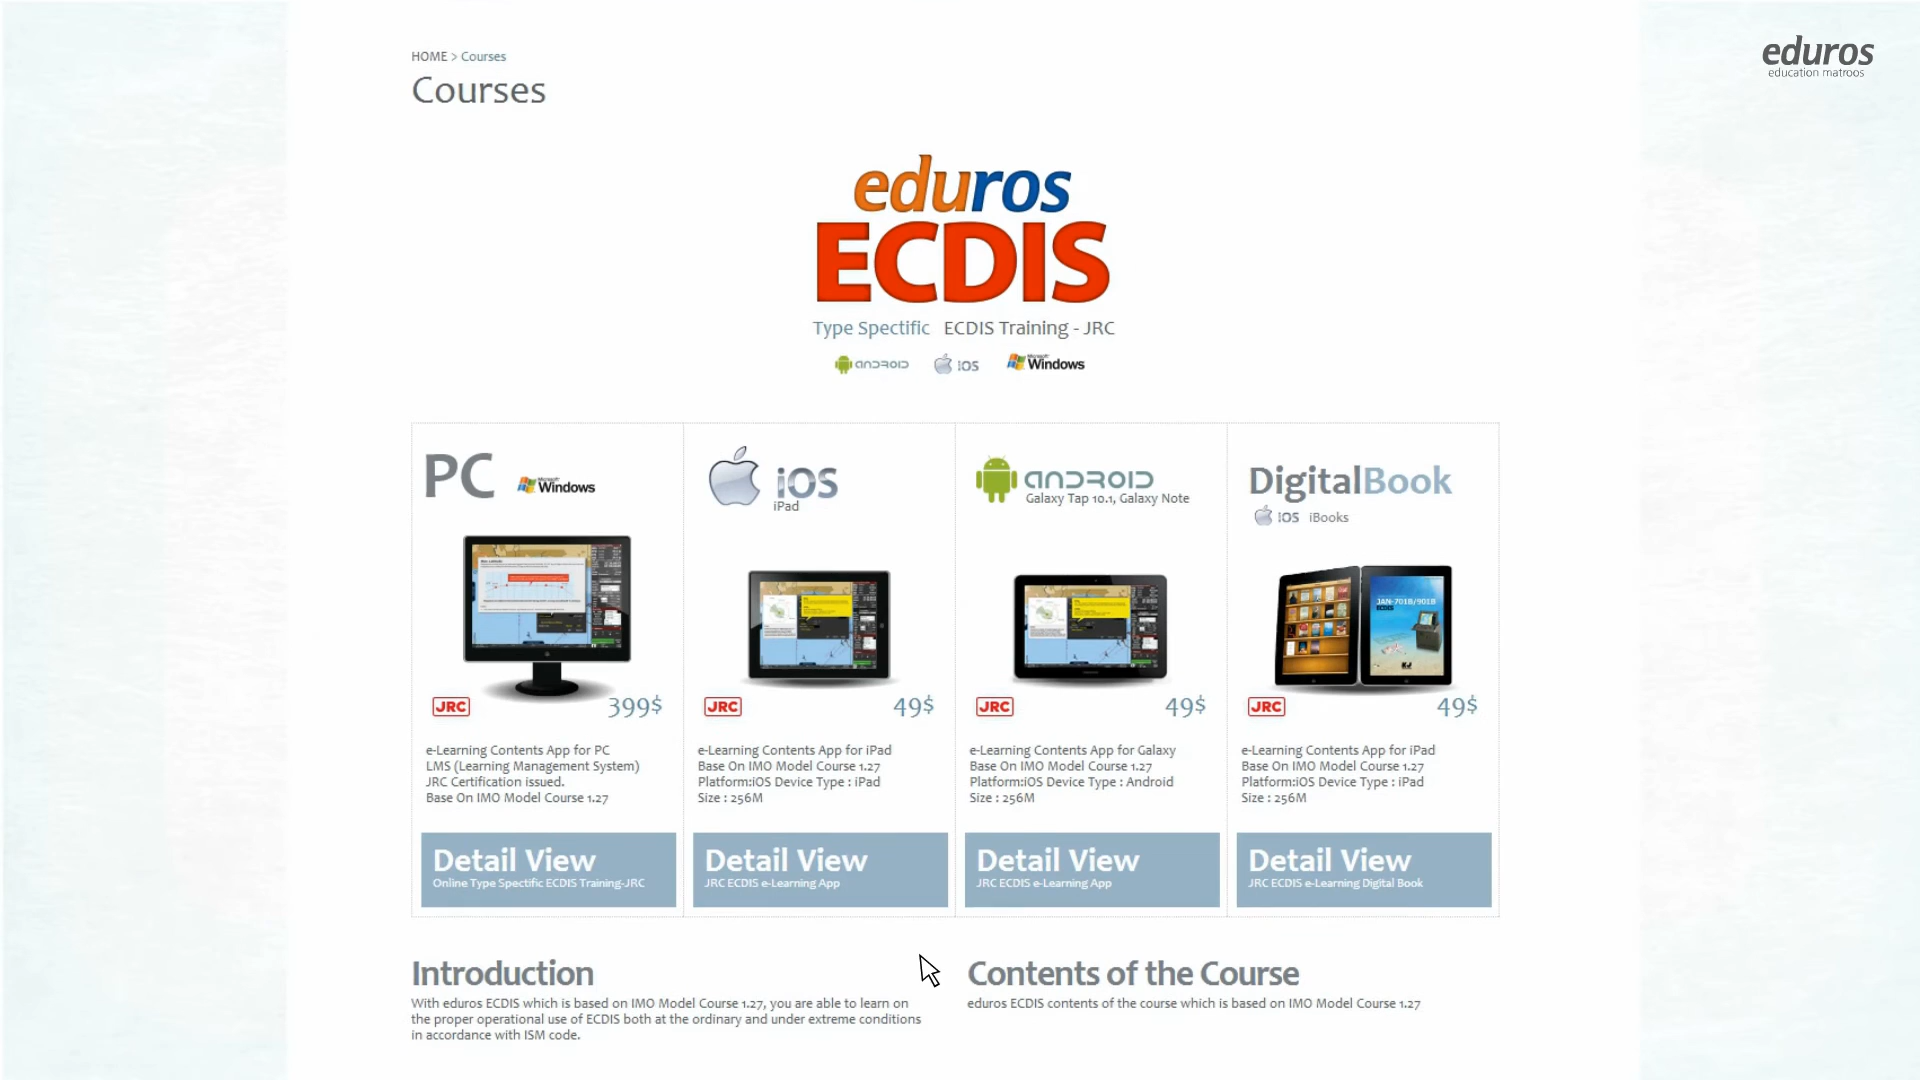 HOME > Courses
Courses
eduros
education matroos
eduros
ECDIS
Type Spectific ECDIS Training - JRC
ANDROID iOS Microsoft Windows
PC Microsoft Windows
iOS
iPad
ANDROID
Galaxy Tap 10.1, Galaxy Note
DigitalBook
iOS iBooks
JAN-701B/901B
ECDIS
JRC 399$
JRC 49$
JRC 49$
JRC 49$
e-Learning Contents App for PC
LMS (Learning Management System)
JRC Certification issued.
Base On IMO Model Course 1.27
e-Learning Contents App for iPad
Base On IMO Model Course 1.27
Platform:iOS Device Type : iPad
Size : 256M
e-Learning Contents App for Galaxy
Base On IMO Model Course 1.27
Platform:iOS Device Type : Android
Size : 256M
e-Learning Contents App for iPad
Base On IMO Model Course 1.27
Platform:iOS Device Type : iPad
Size : 256M
Detail View
Online Type Spectific ECDIS Training-JRC
Detail View
JRC ECDIS e-Learning App
Detail View
JRC ECDIS e-Learning App
Detail View
JRC ECDIS e-Learning Digital Book
Introduction
With eduros ECDIS which is based on IMO Model Course 1.27, you are able to learn on
the proper operational use of ECDIS both at the ordinary and under extreme conditions
in accordance with ISM code.
Contents of the Course
eduros ECDIS contents of the course which is based on IMO Model Course 1.27